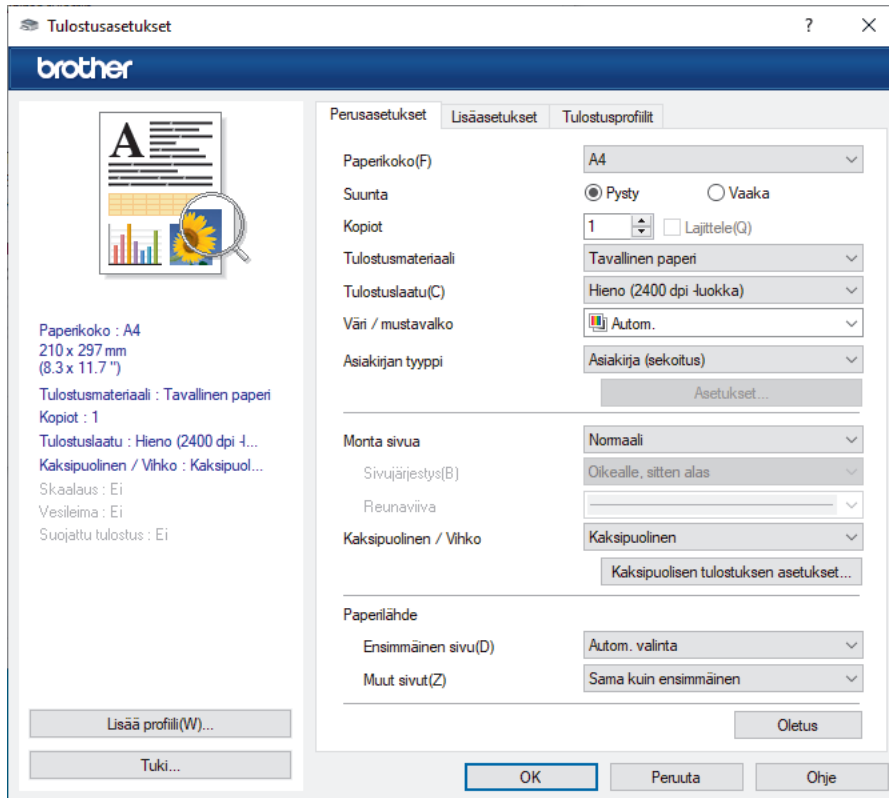 Tulostusasetukset
?
brother
A
Paperikoko : A4
210 x 297 mm
(8.3 x 11.7 ")
Tulostusmateriaali : Tavallinen paperi
Kopiot : 1
Tulostuslaatu : Hieno (2400 dpi -l...
Kaksipuolinen / Vihko : Kaksipuol...
Skaalaus : Ei
Vesileima : Ei
Suojattu tulostus : Ei
Lisää profiili(W)...
Tuki...
Perusasetukset Lisäasetukset Tulostusprofiilit
Paperikoko(F) A4
Suunta Pysty Vaaka
Kopiot 1 Lajittele(Q)
Tulostusmateriaali Tavallinen paperi
Tulostuslaatu(C) Hieno (2400 dpi -luokka)
Väri / mustavalko Autom.
Asiakirjan tyyppi Asiakirja (sekoitus)
Asetukset...
Monta sivua Normaali
Sivujärjestys(B) Oikealle, sitten alas
Reunaviiva
Kaksipuolinen / Vihko Kaksipuolinen
Kaksipuolisen tulostuksen asetukset...
Paperilähde
Ensimmäinen sivu(D) Autom. valinta
Muut sivut(Z) Sama kuin ensimmäinen
Oletus
OK Peruuta Ohje